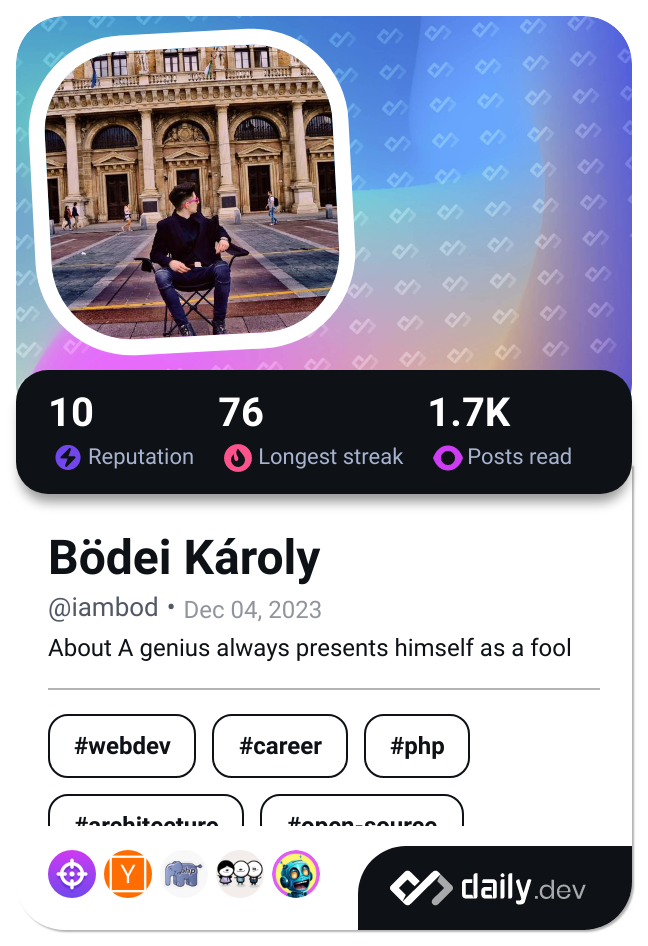 10 76 1.7K
Reputation Longest streak Posts read
Bödei Károly
@iambod • Dec 04, 2023
About A genius always presents himself as a fool
#webdev #career #php
#architecture #open-source
Y php
daily.dev